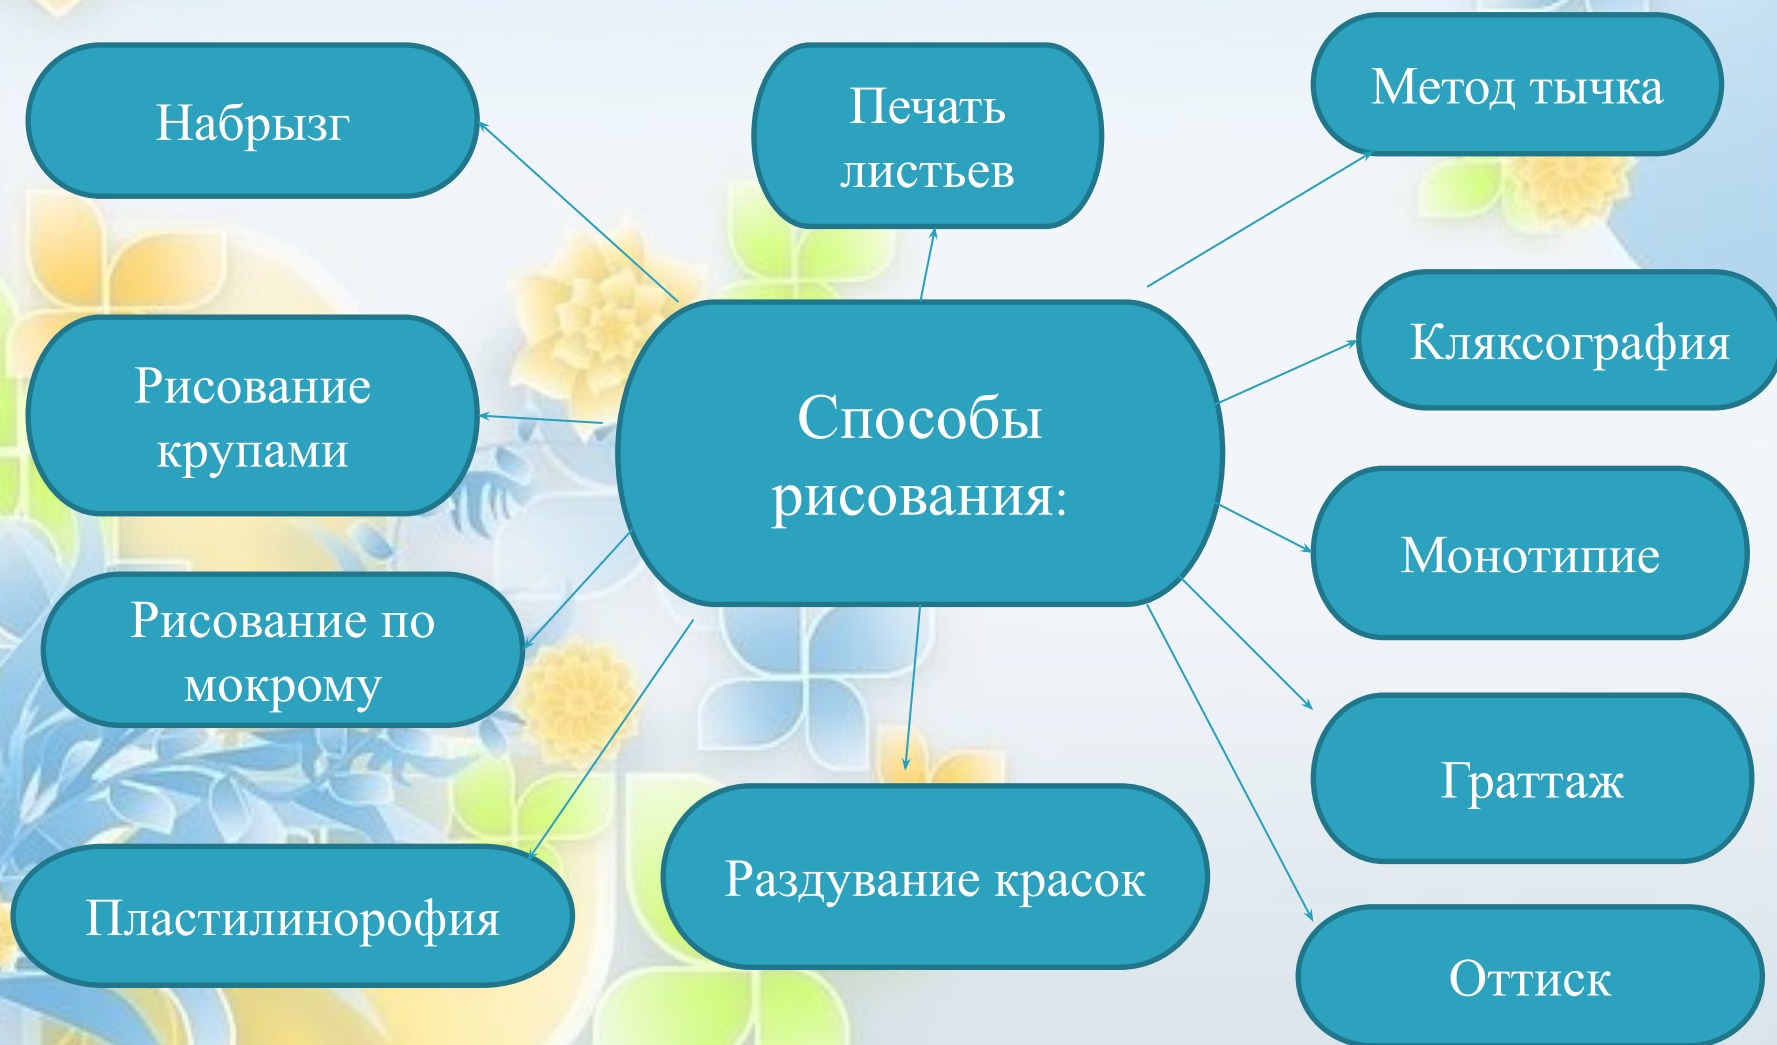 Набрызг
Печать
листьев
Метод тычка
Рисование
крупами
Способы
рисования:
Кляксография
Монотипие
Рисование по
мокрому
Граттаж
Пластилинорофия
Раздувание красок
Оттиск